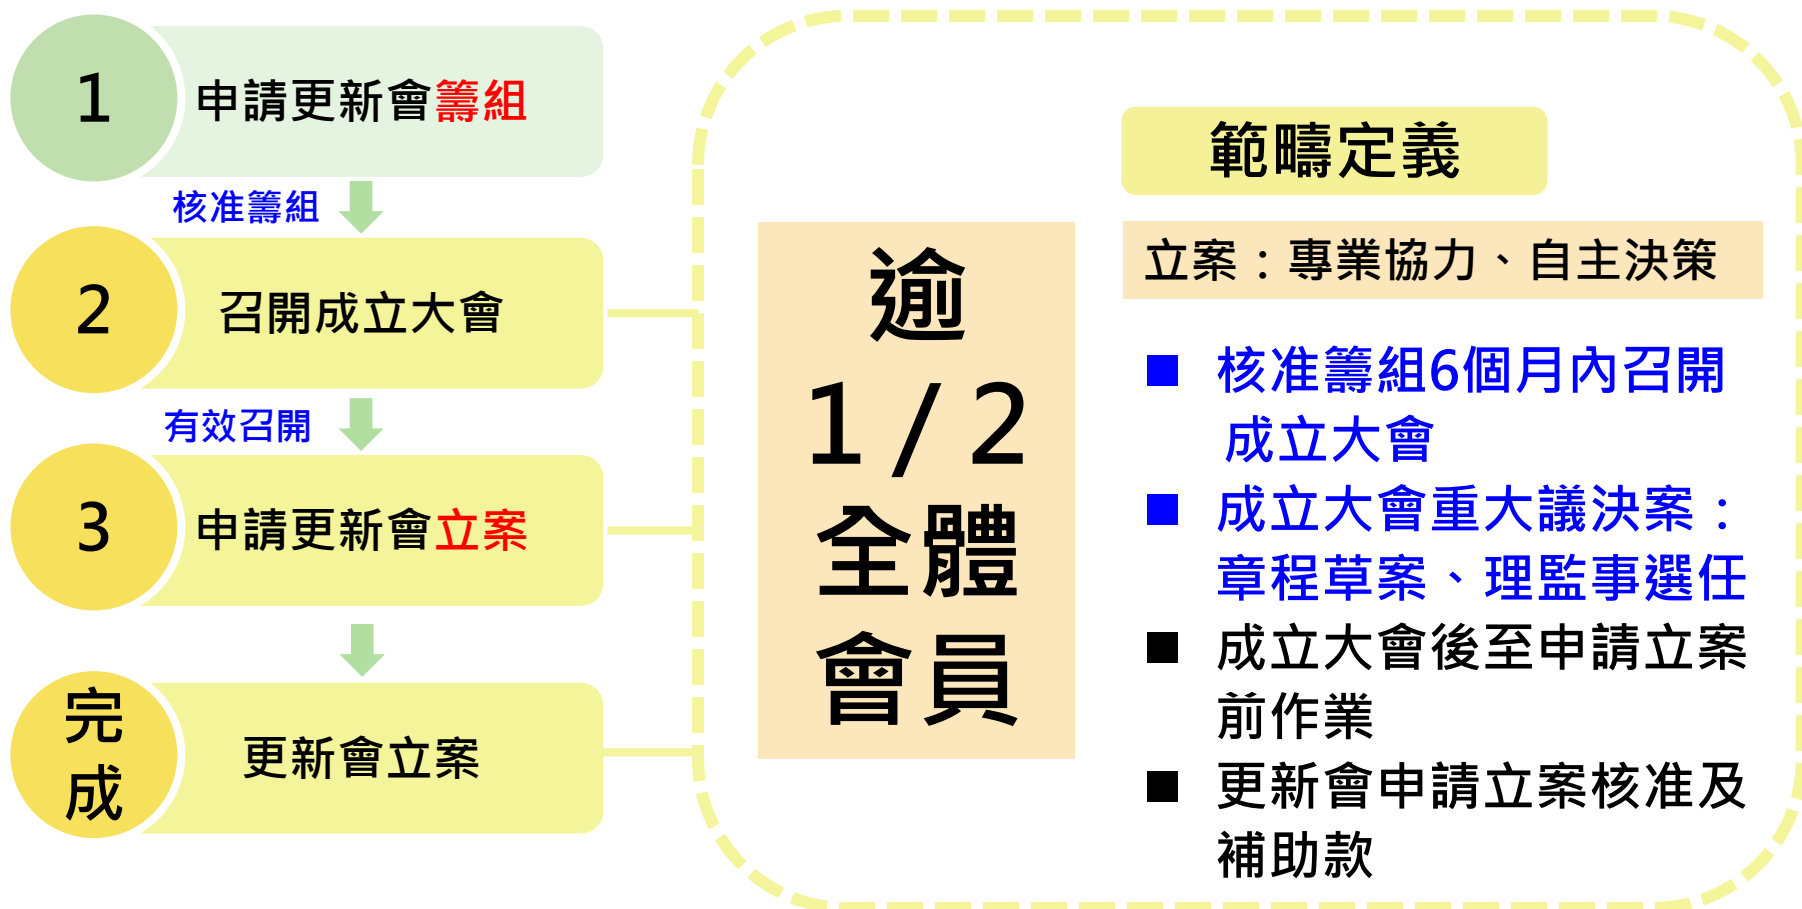 1
申請更新會籌組
核准籌組
2
召開成立大會
有效召開
3
申請更新會立案
完
成
更新會立案
逾
1/2
全體
會員
範疇定義
立案：專業協力、自主決策
■ 核准籌組6個月內召開
成立大會
■ 成立大會重大議決案：
章程草案、理監事選任
■ 成立大會後至申請立案
前作業
■ 更新會申請立案核准及
補助款